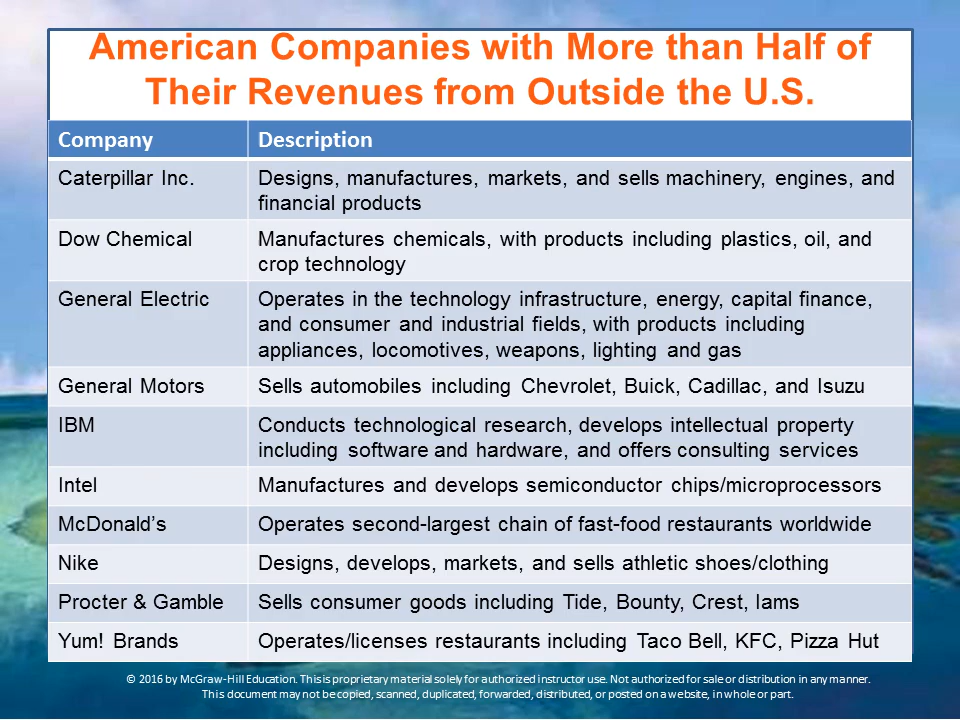 American Companies with More than Half of
Their Revenues from Outside the U.S.
Company Description
Caterpillar Inc. Designs, manufactures, markets, and sells machinery, engines, and
financial products
Dow Chemical Manufactures chemicals, with products including plastics, oil, and
crop technology
General Electric Operates in the technology infrastructure, energy, capital finance,
and consumer and industrial fields, with products including
appliances, locomotives, weapons, lighting and gas
General Motors Sells automobiles including Chevrolet, Buick, Cadillac, and Isuzu
IBM Conducts technological research, develops intellectual property
including software and hardware, and offers consulting services
Intel Manufactures and develops semiconductor chips/microprocessors
McDonald’s Operates second-largest chain of fast-food restaurants worldwide
Nike Designs, develops, markets, and sells athletic shoes/clothing
Procter & Gamble Sells consumer goods including Tide, Bounty, Crest, Iams
Yum! Brands Operates/licenses restaurants including Taco Bell, KFC, Pizza Hut
© 2016 by McGraw-Hill Education. This is proprietary material solely for authorized instructor use. Not authorized for sale or distribution in any manner.
This document may not be copied, scanned, duplicated, forwarded, distributed, or posted on a website, in whole or part.